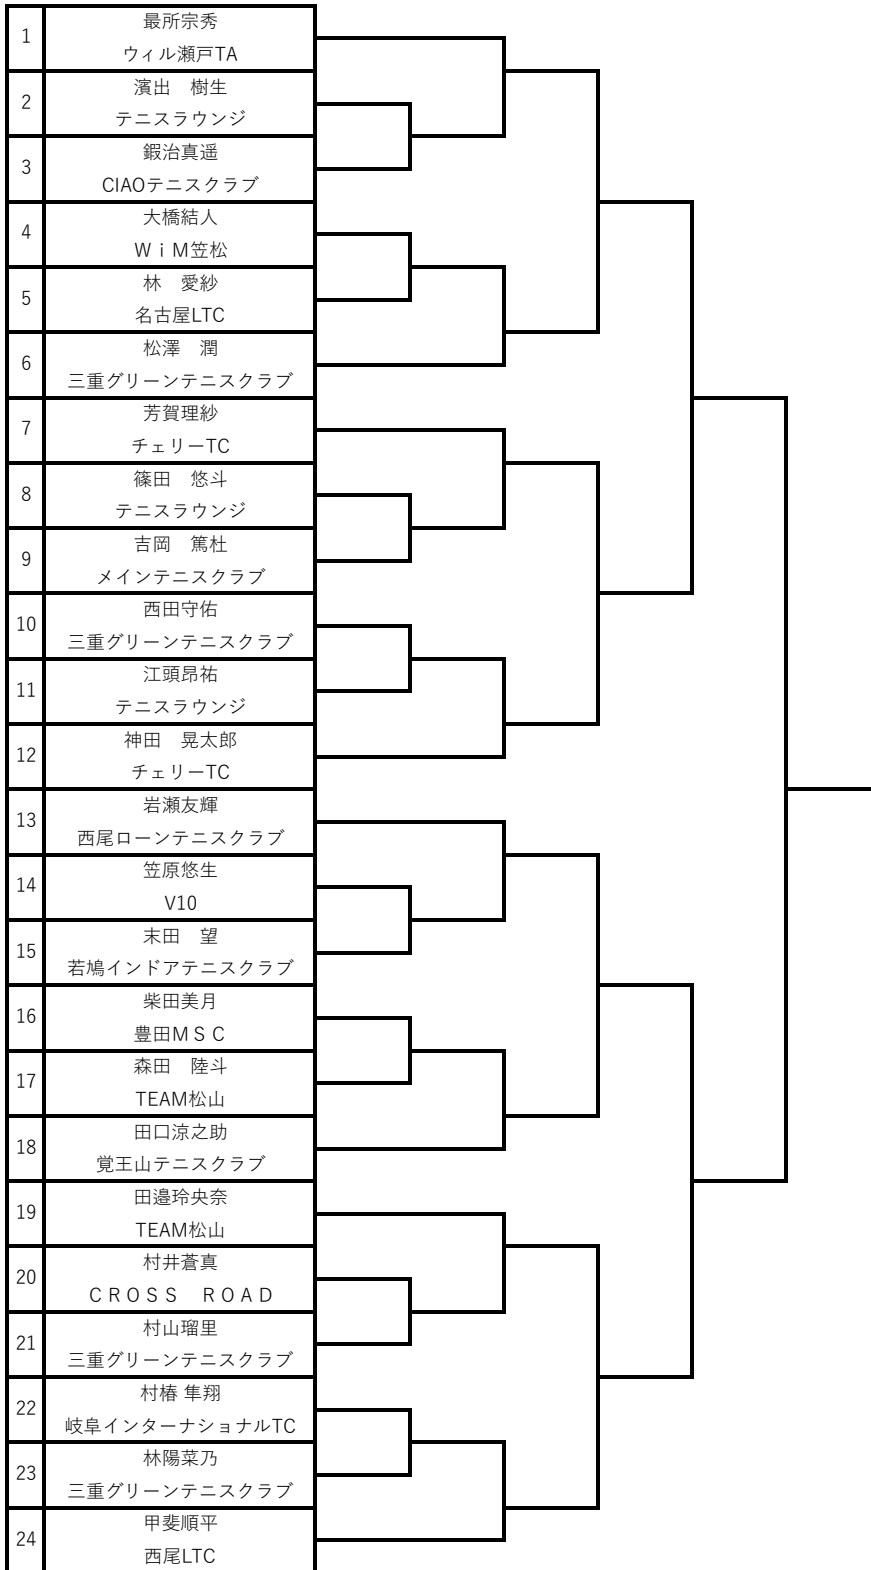 1
最所宗秀
ウィル瀬戸TA
2
濱出　樹生
テニスラウンジ
3
鍜治真遥
CIAOテニスクラブ
4
大橋結人
ＷｉＭ笠松
5
林　愛紗
名古屋LTC
6
松澤　潤
三重グリーンテニスクラブ
7
芳賀理紗
チェリーTC
8
篠田　悠斗
テニスラウンジ
9
吉岡　篤杜
メインテニスクラブ
10
西田守佑
三重グリーンテニスクラブ
11
江頭昂祐
テニスラウンジ
12
神田　晃太郎
チェリーTC
13
岩瀬友輝
西尾ローンテニスクラブ
14
笠原悠生
V10
15
末田　望
若鳩インドアテニスクラブ
16
柴田美月
豊田ＭＳＣ
17
森田　陸斗
TEAM松山
18
田口涼之助
覚王山テニスクラブ
19
田邉玲央奈
TEAM松山
20
村井蒼真
ＣＲＯＳＳ　ＲＯＡＤ
21
村山瑠里
三重グリーンテニスクラブ
22
村椿 隼翔
岐阜インターナショナルTC
23
林陽菜乃
三重グリーンテニスクラブ
24
甲斐順平
西尾LTC